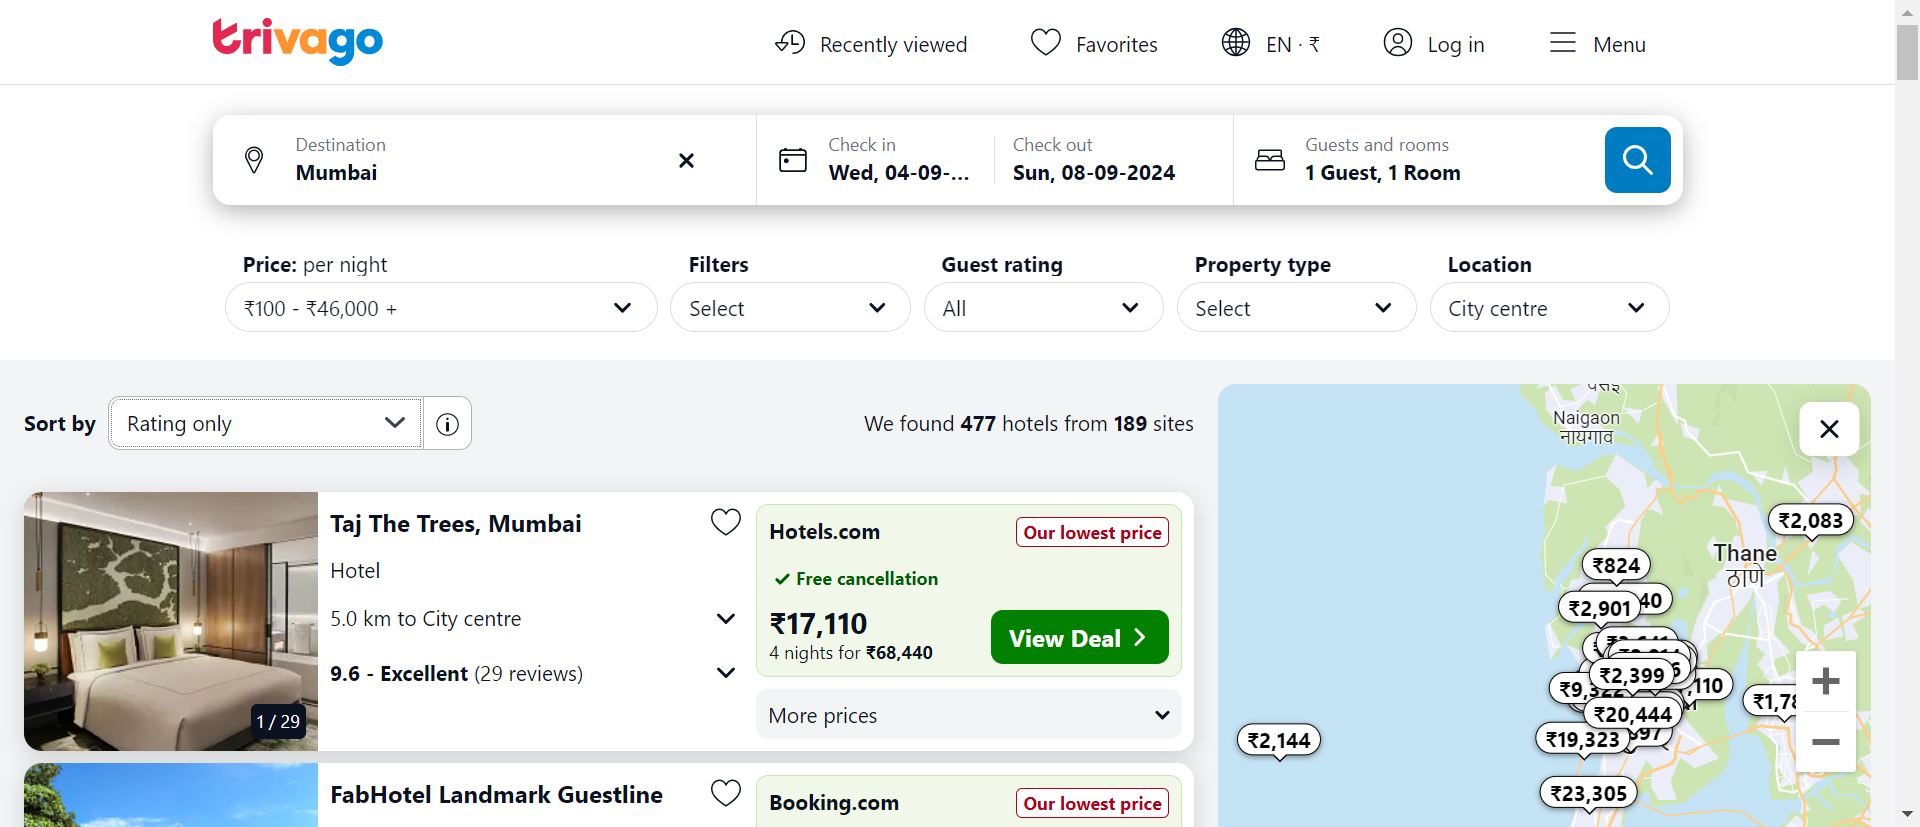 trivago
Recently viewed
Favorites
EN · ₹
Log in
Menu
Destination
Mumbai
Check in
Wed, 04-09-...
Check out
Sun, 08-09-2024
Guests and rooms
1 Guest, 1 Room
Price: per night
₹100 - ₹46,000 +
Filters
Select
Guest rating
All
Property type
Select
Location
City centre
Sort by
Rating only
We found 477 hotels from 189 sites
Taj The Trees, Mumbai
Hotel
5.0 km to City centre
9.6 - Excellent (29 reviews)
1 / 29
Hotels.com
Our lowest price
Free cancellation
₹17,110
4 nights for ₹68,440
View Deal
More prices
FabHotel Landmark Guestline
Booking.com
Our lowest price
Naigaon
नायगाव
₹2,083
Thane
ठाणे
₹824
₹2,901
40
₹2,399
110
₹20,444
₹19,323
₹2,144
₹23,305